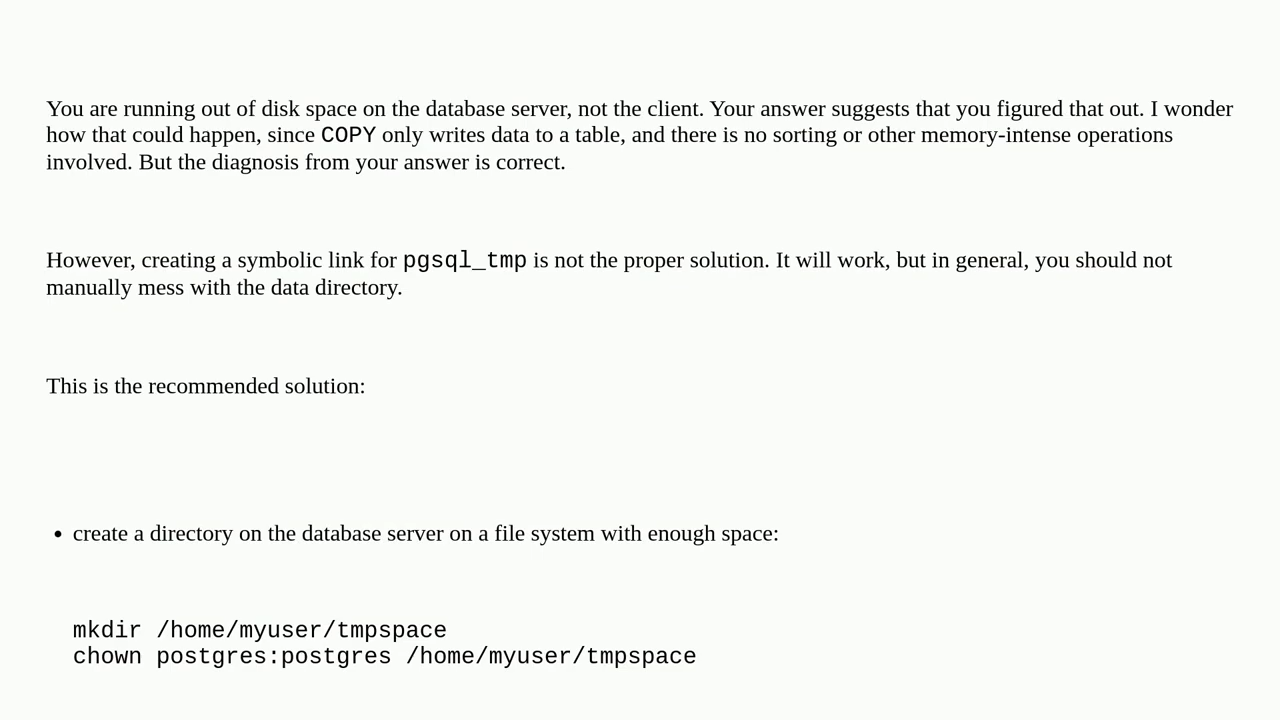 You are running out of disk space on the database server, not the client. Your answer suggests that you figured that out. I wonder
how that could happen, since COPY only writes data to a table, and there is no sorting or other memory-intense operations
involved. But the diagnosis from your answer is correct.
However, creating a symbolic link for pgsql_tmp is not the proper solution. It will work, but in general, you should not
manually mess with the data directory.
This is the recommended solution:
• create a directory on the database server on a file system with enough space:
mkdir /home/myuser/tmpspace
chown postgres:postgres /home/myuser/tmpspace